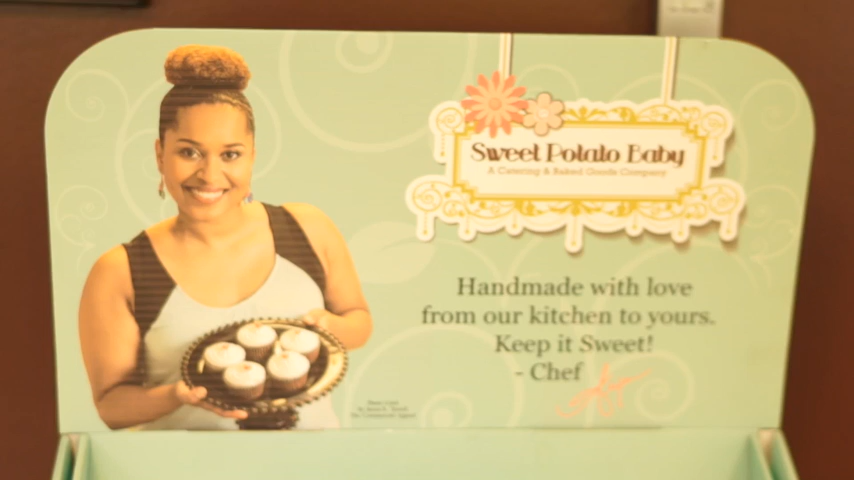 Sweet Potato Baby
A Catering & Baked Goods Company
Handmade with love
from our kitchen to yours.
Keep it Sweet!
- Chef